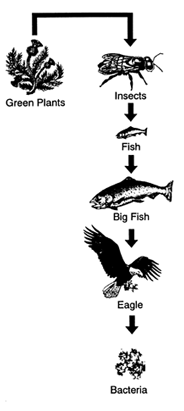 Green Plants
Insects
Fish
Big Fish
Eagle
Bacteria